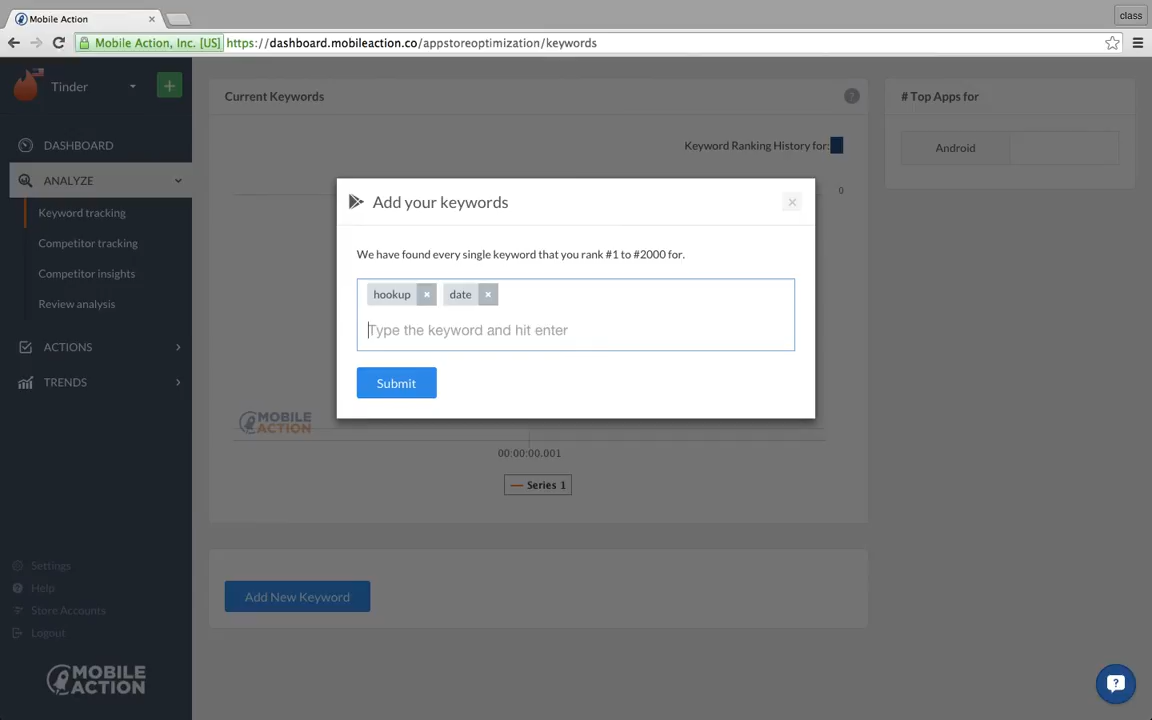 Mobile Action
class
Mobile Action, Inc. [US] https://dashboard.mobileaction.co/appstoreoptimization/keywords
Tinder
DASHBOARD
ANALYZE
Keyword tracking
Competitor tracking
Competitor insights
Review analysis
ACTIONS
TRENDS
Settings
Help
Store Accounts
Logout
MOBILE
ACTION
Current Keywords
?
Keyword Ranking History for:
0
Add your keywords
We have found every single keyword that you rank #1 to #2000 for.
hookup × date ×
Type the keyword and hit enter
Submit
MOBILE
ACTION
00:00:00.001
Series 1
Add New Keyword
# Top Apps for
Android
?